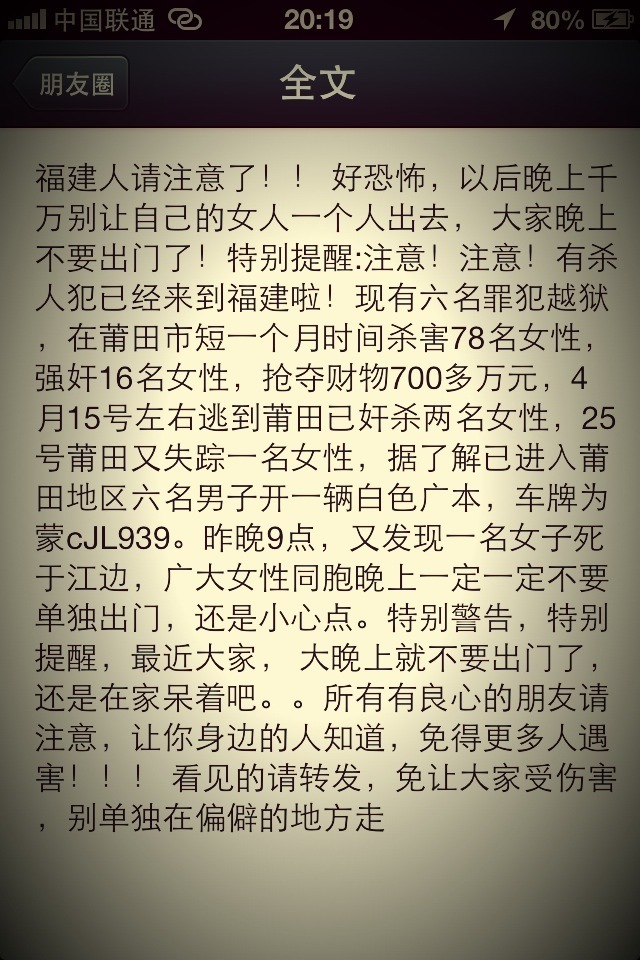 中国联通 20:19 80%
朋友圈 全文
福建人请注意了！！ 好恐怖，以后晚上千
万别让自己的女人一个人出去， 大家晚上
不要出门了！特别提醒:注意！注意！有杀
人犯已经来到福建啦！现有六名罪犯越狱
，在莆田市短一个月时间杀害78名女性，
强奸16名女性，抢夺财物700多万元，4
月15号左右逃到莆田已奸杀两名女性，25
号莆田又失踪一名女性，据了解已进入莆
田地区六名男子开一辆白色广本，车牌为
蒙cJL939。昨晚9点，又发现一名女子死
于江边，广大女性同胞晚上一定一定不要
单独出门，还是小心点。特别警告，特别
提醒，最近大家， 大晚上就不要出门了，
还是在家呆着吧。。所有有良心的朋友请
注意，让你身边的人知道，免得更多人遇
害！！！ 看见的请转发，免让大家受伤害
，别单独在偏僻的地方走